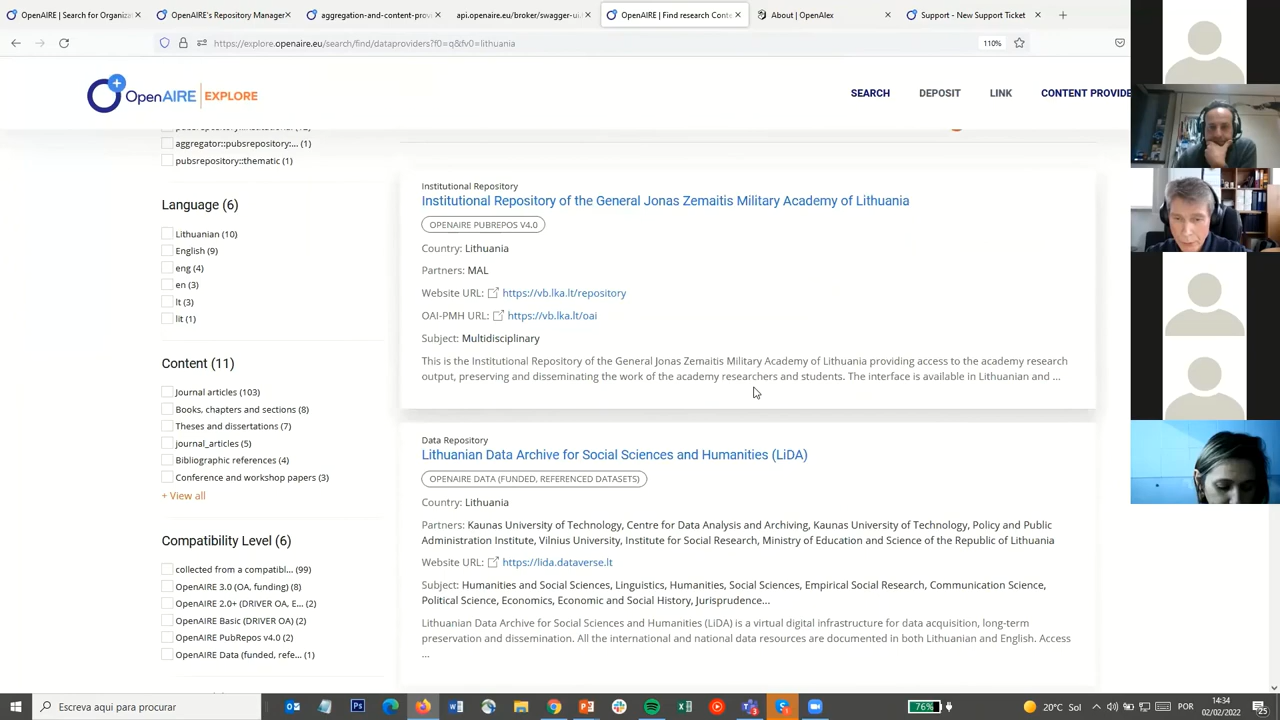 OpenAIRE | Search for Organiza
OpenAIRE's Repository Manager
aggregation-and-content-provi
api.openaire.eu/broker/swagger-u
OpenAIRE | Find research Conte
About | OpenAlex
Support - New Support Ticket
https://explore.openaire.eu/search/find/dataproviders?f0=q&fv0=lithuania
110%
OpenAIRE | EXPLORE
SEARCH
DEPOSIT
LINK
CONTENT PROVIDE
aggregator::pubsrepository:... (1)
pubsrepository::thematic (1)
Language (6)
Lithuanian (10)
English (9)
eng (4)
en (3)
lt (3)
lit (1)
Content (11)
Journal articles (103)
Books, chapters and sections (8)
Theses and dissertations (7)
journal_articles (5)
Bibliographic references (4)
Conference and workshop papers (3)
+ View all
Compatibility Level (6)
collected from a compatibl... (99)
OpenAIRE 3.0 (OA, funding) (8)
OpenAIRE 2.0+ (DRIVER OA, E... (2)
OpenAIRE Basic (DRIVER OA) (2)
OpenAIRE PubRepos v4.0 (2)
OpenAIRE Data (funded, refe... (1)
Institutional Repository
Institutional Repository of the General Jonas Zemaitis Military Academy of Lithuania
OPENAIRE PUBREPOS V4.0
Country: Lithuania
Partners: MAL
Website URL: https://vb.lka.lt/repository
OAI-PMH URL: https://vb.lka.lt/oai
Subject: Multidisciplinary
This is the Institutional Repository of the General Jonas Zemaitis Military Academy of Lithuania providing access to the academy research
output, preserving and disseminating the work of the academy researchers and students. The interface is available in Lithuanian and ...
Data Repository
Lithuanian Data Archive for Social Sciences and Humanities (LiDA)
OPENAIRE DATA (FUNDED, REFERENCED DATASETS)
Country: Lithuania
Partners: Kaunas University of Technology, Centre for Data Analysis and Archiving, Kaunas University of Technology, Policy and Public
Administration Institute, Vilnius University, Institute for Social Research, Ministry of Education and Science of the Republic of Lithuania
Website URL: https://lida.dataverse.lt
Subject: Humanities and Social Sciences, Linguistics, Humanities, Social Sciences, Empirical Social Research, Communication Science,
Political Science, Economics, Economic and Social History, Jurisprudence...
Lithuanian Data Archive for Social Sciences and Humanities (LiDA) is a virtual digital infrastructure for data acquisition, long-term
preservation and dissemination. All the international and national data resources are documented in both Lithuanian and English. Access
...
Escreva aqui para procurar
76%
20°C Sol
POR
14:34
02/02/2022
25